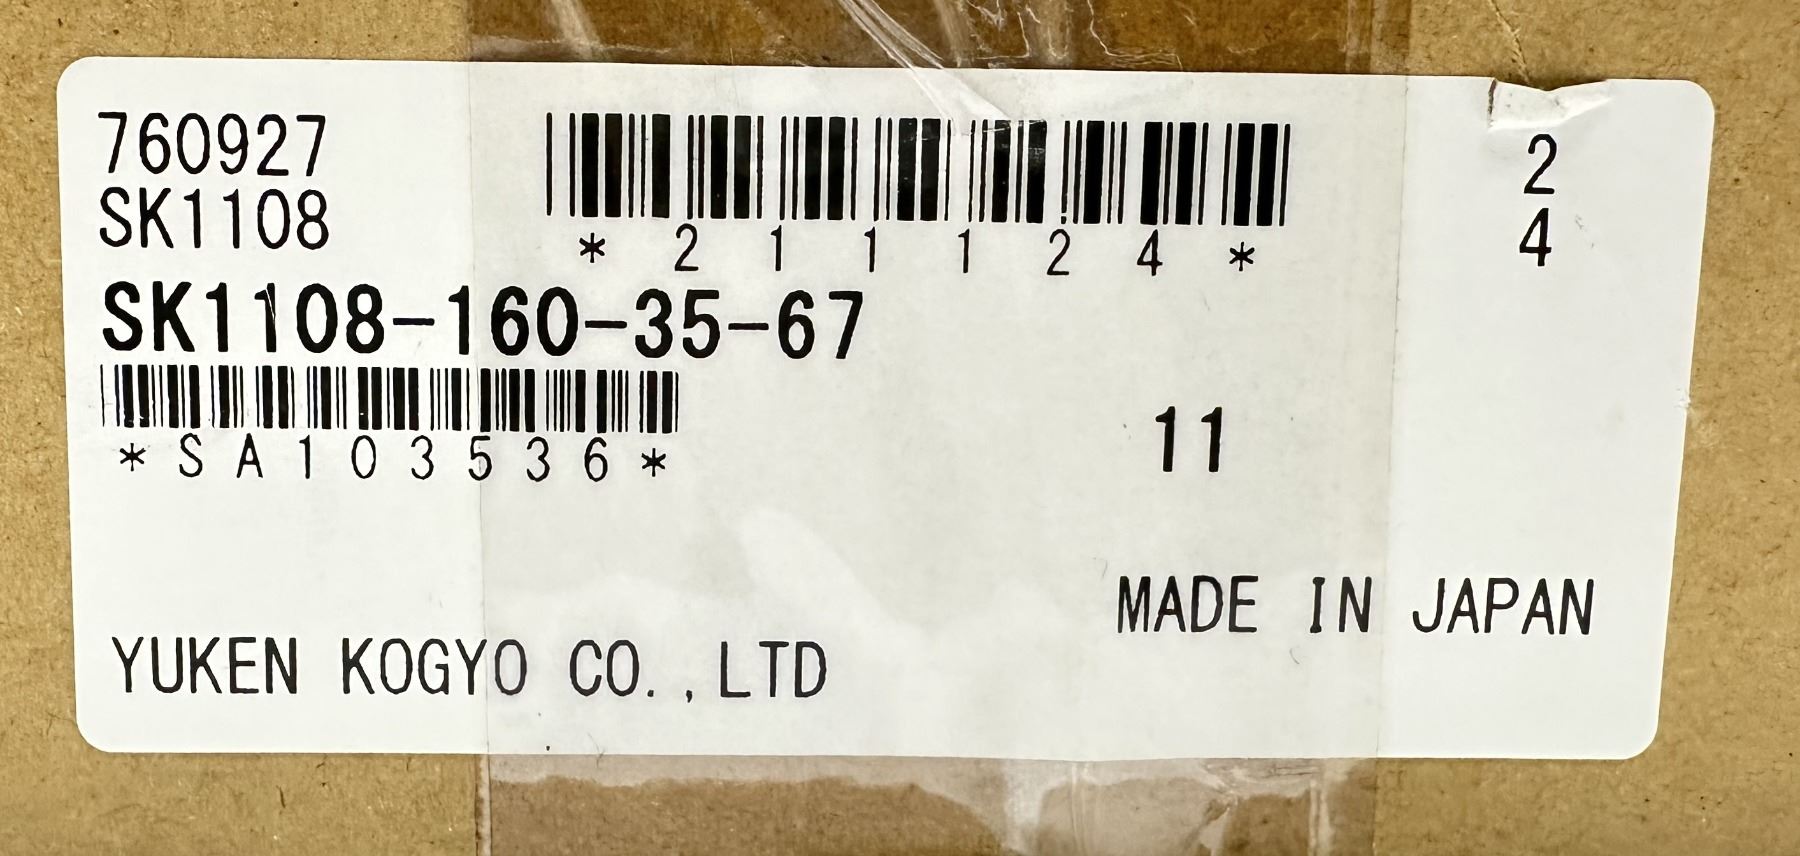 760927
SK1108
*211124*
2
4
SK1108-160-35-67
*SA103536*
11
MADE IN JAPAN
YUKEN KOGYO CO.,LTD